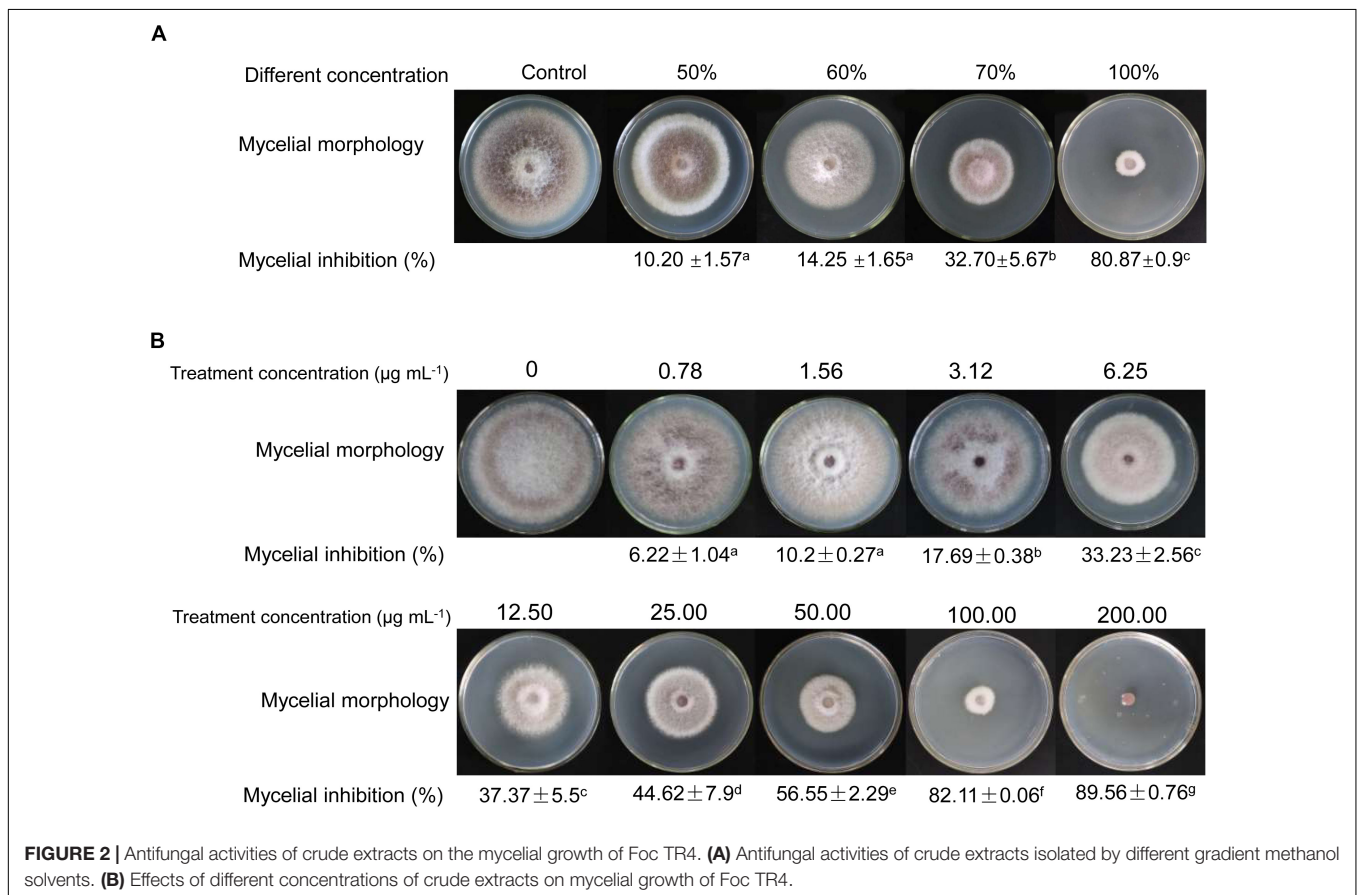 A
Different concentration Control 50% 60% 70% 100%
Mycelial morphology
Mycelial inhibition (%) 10.20 ±1.57ᵃ 14.25 ±1.65ᵃ 32.70±5.67ᵇ 80.87±0.9ᶜ
B
Treatment concentration (µg mL⁻¹) 0 0.78 1.56 3.12 6.25
Mycelial morphology
Mycelial inhibition (%) 6.22±1.04ᵃ 10.2±0.27ᵃ 17.69±0.38ᵇ 33.23±2.56ᶜ
Treatment concentration (µg mL⁻¹) 12.50 25.00 50.00 100.00 200.00
Mycelial morphology
Mycelial inhibition (%) 37.37±5.5ᶜ 44.62±7.9ᵈ 56.55±2.29ᵉ 82.11±0.06ᶠ 89.56±0.76ᵍ
FIGURE 2 | Antifungal activities of crude extracts on the mycelial growth of Foc TR4. (A) Antifungal activities of crude extracts isolated by different gradient methanol
solvents. (B) Effects of different concentrations of crude extracts on mycelial growth of Foc TR4.